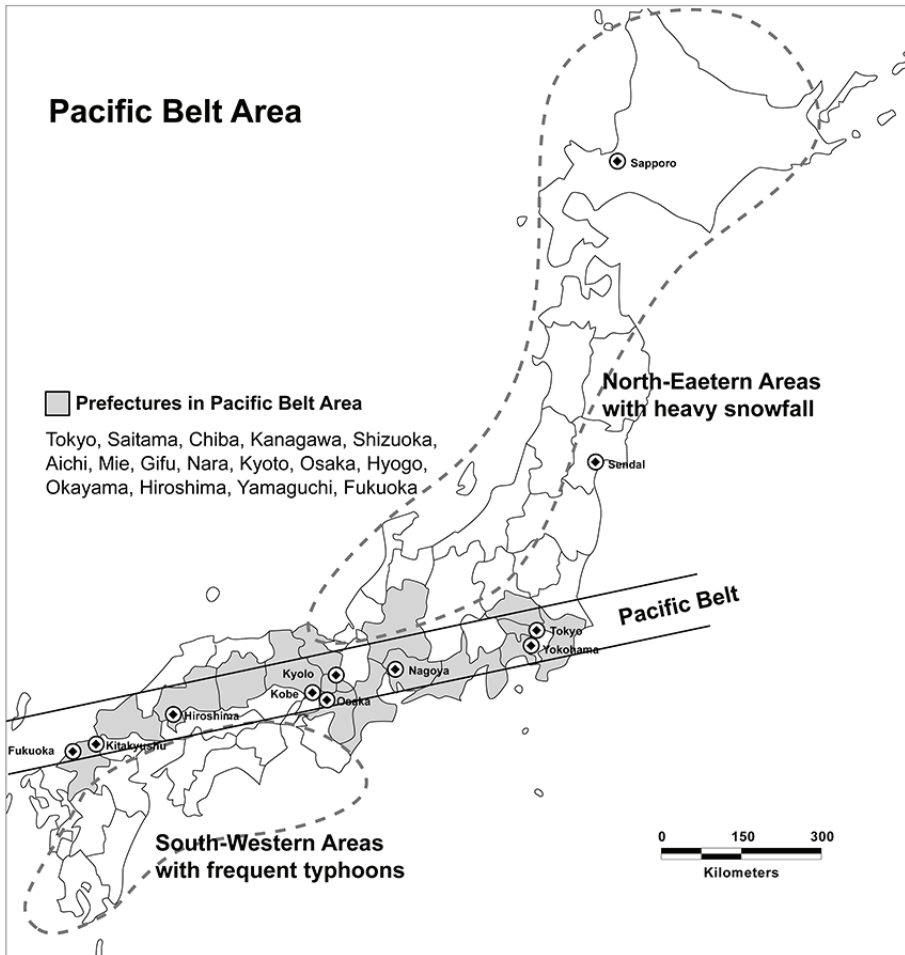 Pacific Belt Area
Sapporo
North-Eaetern Areas
with heavy snowfall
Prefectures in Pacific Belt Area
Tokyo, Saitama, Chiba, Kanagawa, Shizuoka,
Aichi, Mie, Gifu, Nara, Kyoto, Osaka, Hyogo,
Okayama, Hiroshima, Yamaguchi, Fukuoka
Sendal
Pacific Belt
Tokyo
Yokohama
Nagoya
Kyolo
Kobe
Osaka
Hiroshima
Kitakyushu
Fukuoka
South-Western Areas
with frequent typhoons
0 150 300
Kilometers